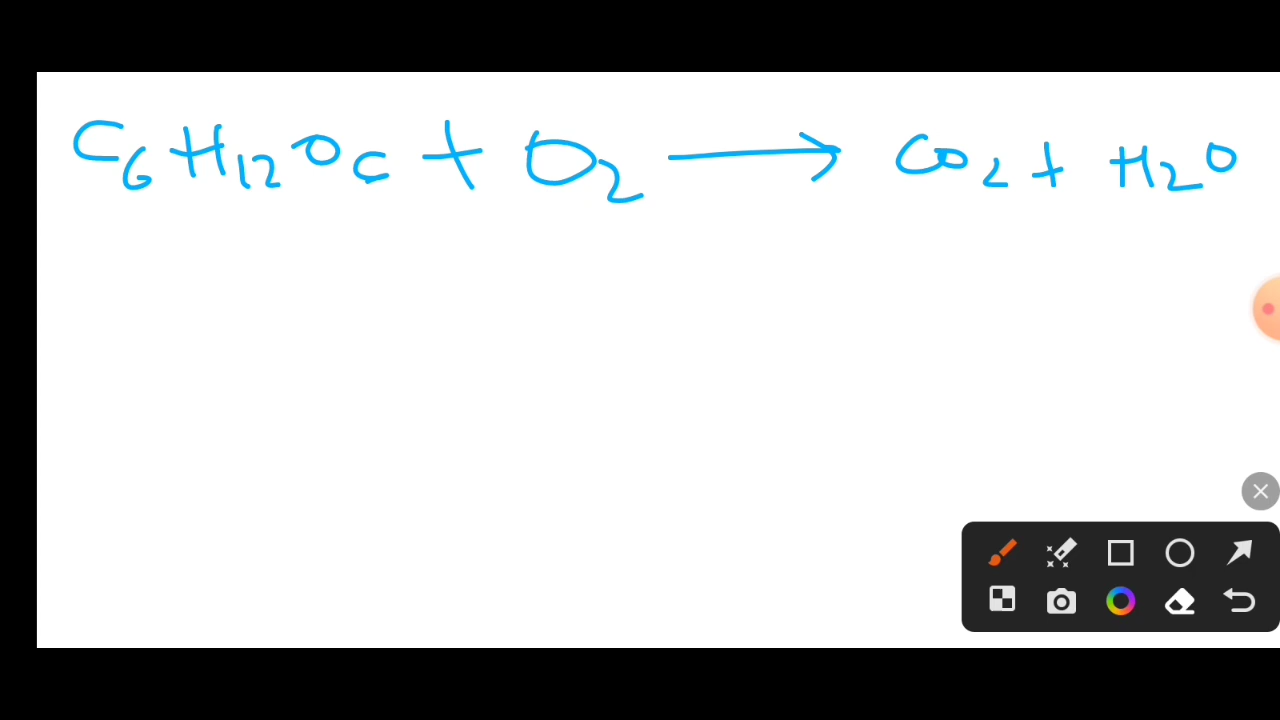 C6H12O6 + O2 → CO2 + H2O